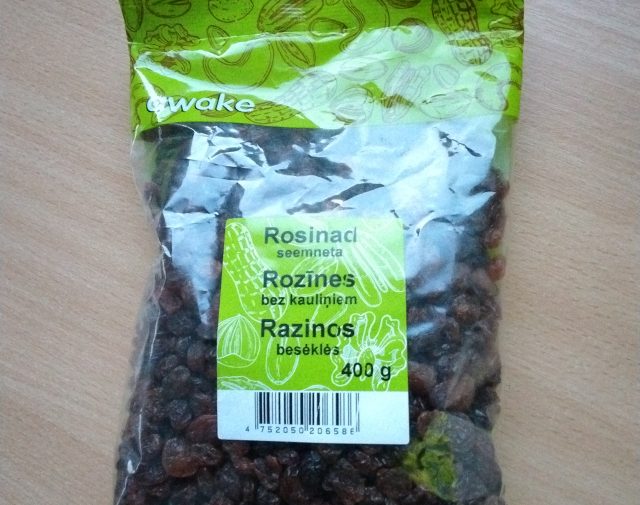 awake
Rosinad
seemneta
Rozīnes
bez kauliņiem
Razinos
besėklės
400 g
4 752050 206586